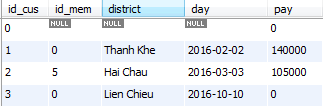 id_cus id_mem district day pay
0 NULL NULL NULL 0
1 0 Thanh Khe 2016-02-02 140000
2 5 Hai Chau 2016-03-03 105000
3 0 Lien Chieu 2016-10-10 0